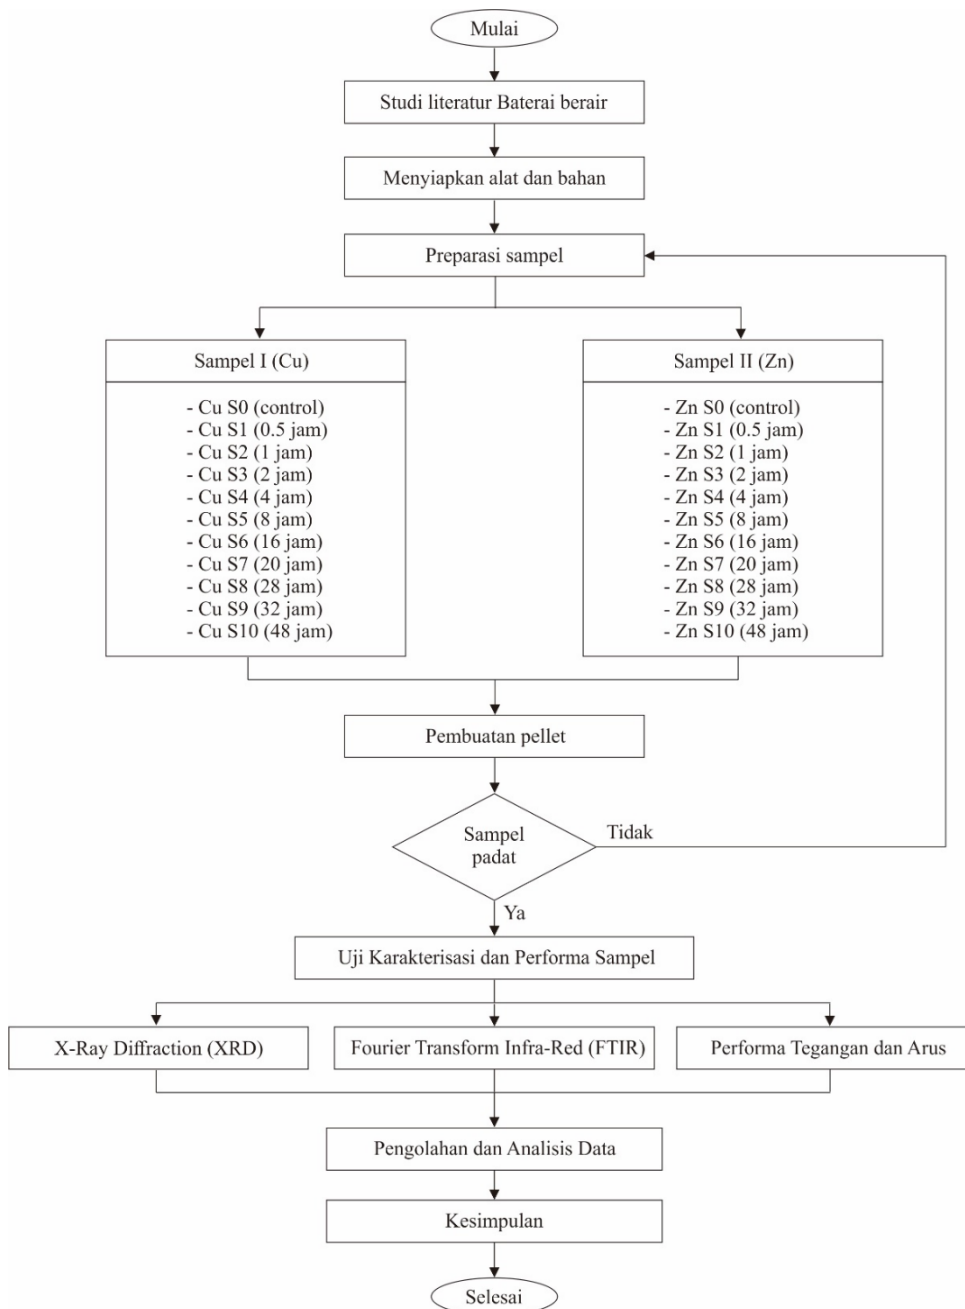 Mulai
Studi literatur Baterai berair
Menyiapkan alat dan bahan
Preparasi sampel
Sampel I (Cu)
- Cu S0 (control)
- Cu S1 (0.5 jam)
- Cu S2 (1 jam)
- Cu S3 (2 jam)
- Cu S4 (4 jam)
- Cu S5 (8 jam)
- Cu S6 (16 jam)
- Cu S7 (20 jam)
- Cu S8 (28 jam)
- Cu S9 (32 jam)
- Cu S10 (48 jam)
Sampel II (Zn)
- Zn S0 (control)
- Zn S1 (0.5 jam)
- Zn S2 (1 jam)
- Zn S3 (2 jam)
- Zn S4 (4 jam)
- Zn S5 (8 jam)
- Zn S6 (16 jam)
- Zn S7 (20 jam)
- Zn S8 (28 jam)
- Zn S9 (32 jam)
- Zn S10 (48 jam)
Pembuatan pellet
Sampel
padat
Tidak
Ya
Uji Karakterisasi dan Performa Sampel
X-Ray Diffraction (XRD)
Fourier Transform Infra-Red (FTIR)
Performa Tegangan dan Arus
Pengolahan dan Analisis Data
Kesimpulan
Selesai